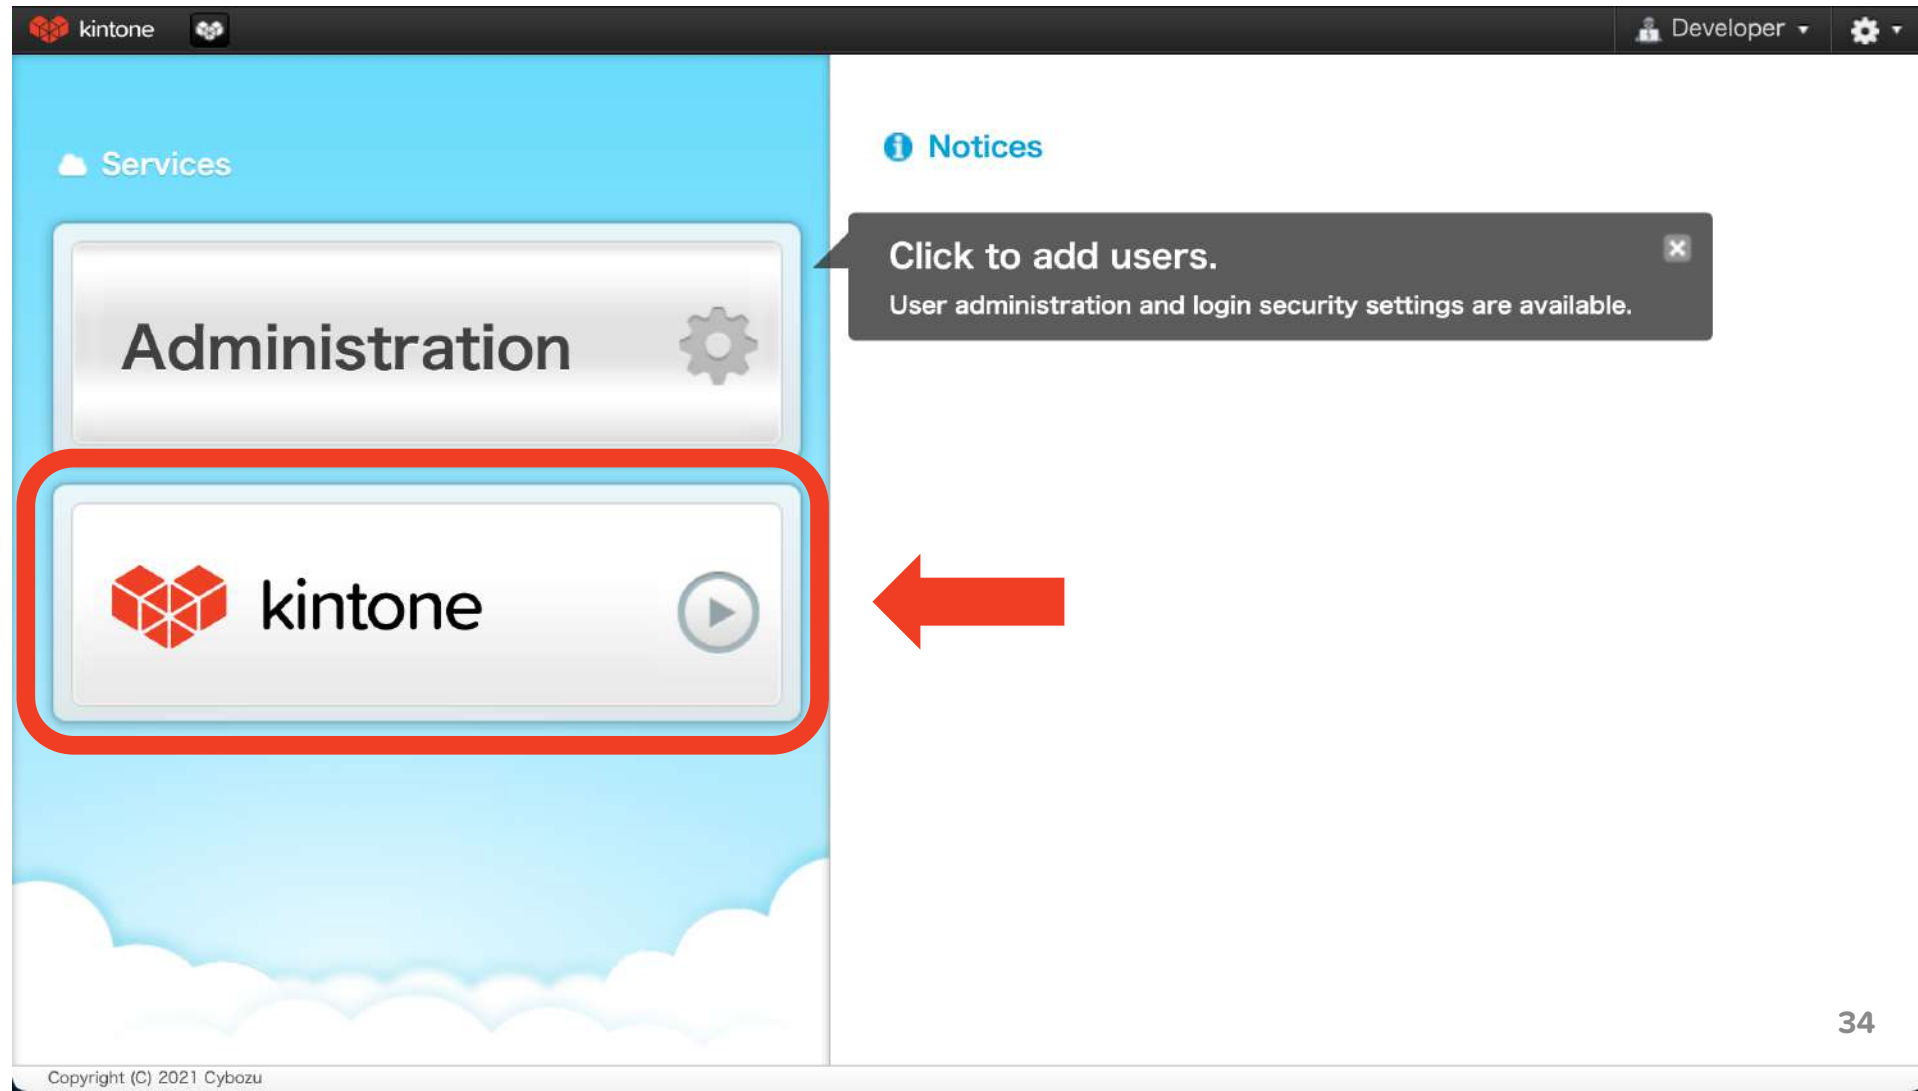 kintone
Developer
Services
Notices
Click to add users.
User administration and login security settings are available.
Administration
kintone
34
Copyright (C) 2021 Cybozu